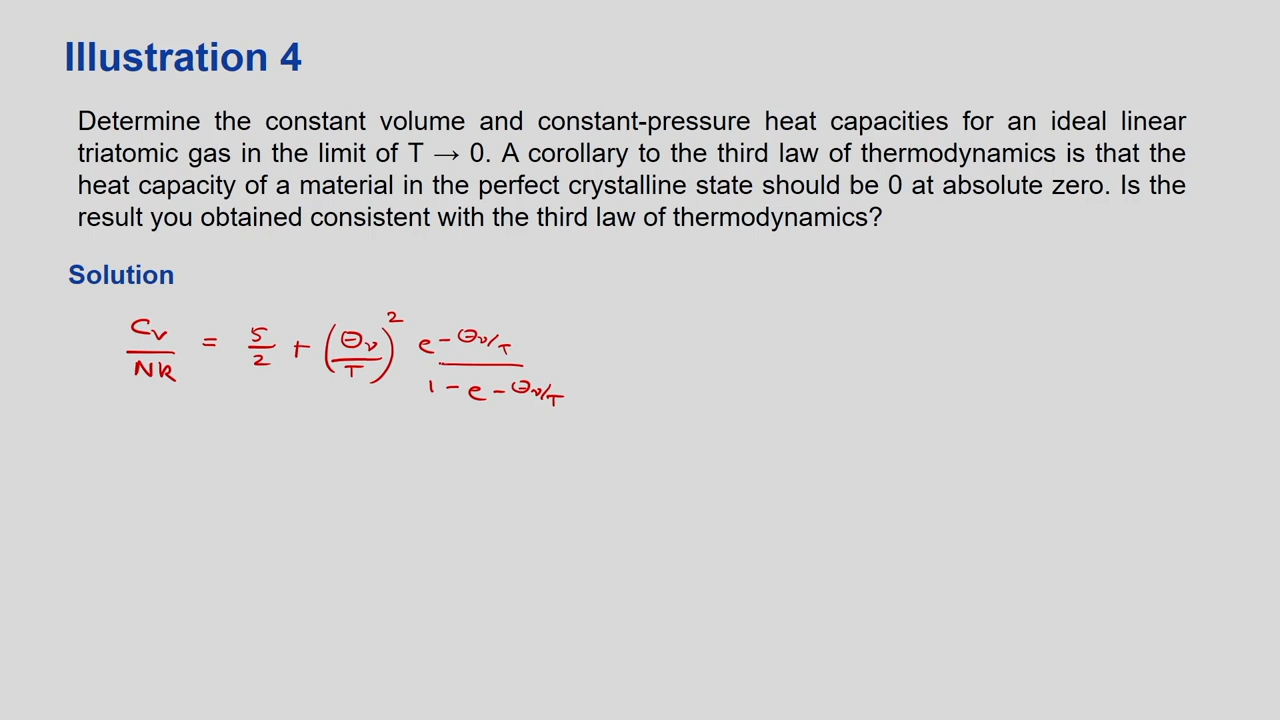 Illustration 4
Determine the constant volume and constant-pressure heat capacities for an ideal linear
triatomic gas in the limit of T → 0. A corollary to the third law of thermodynamics is that the
heat capacity of a material in the perfect crystalline state should be 0 at absolute zero. Is the
result you obtained consistent with the third law of thermodynamics?
Solution
Cv/Nk = 5/2 + (Θv/T)² e^-Θv/T / 1 - e^-Θv/T